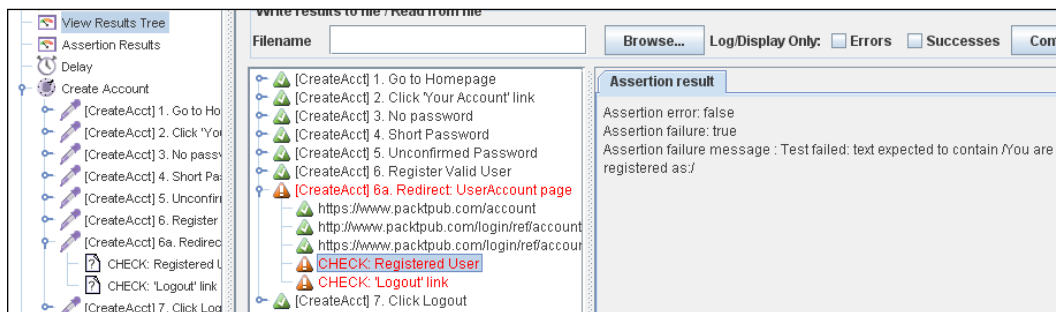 Write results to file / Read from file
Filename
Browse...
Log/Display Only:
Errors
Successes
View Results Tree
Assertion Results
Delay
Create Account
[CreateAcct] 1. Go to Ho
[CreateAcct] 2. Click 'You
[CreateAcct] 3. No passw
[CreateAcct] 4. Short Pa
[CreateAcct] 5. Unconfir
[CreateAcct] 6. Register
[CreateAcct] 6a. Redirec
CHECK: Registered U
CHECK: 'Logout' link
[CreateAcct] 7. Click Log
[CreateAcct] 1. Go to Homepage
[CreateAcct] 2. Click 'Your Account' link
[CreateAcct] 3. No password
[CreateAcct] 4. Short Password
[CreateAcct] 5. Unconfirmed Password
[CreateAcct] 6. Register Valid User
[CreateAcct] 6a. Redirect: UserAccount page
https://www.packtpub.com/account
http://www.packtpub.com/login/ref/account
https://www.packtpub.com/login/ref/accour
CHECK: Registered User
CHECK: 'Logout' link
[CreateAcct] 7. Click Logout
Assertion result
Assertion error: false
Assertion failure: true
Assertion failure message : Test failed: text expected to contain /You are
registered as:/